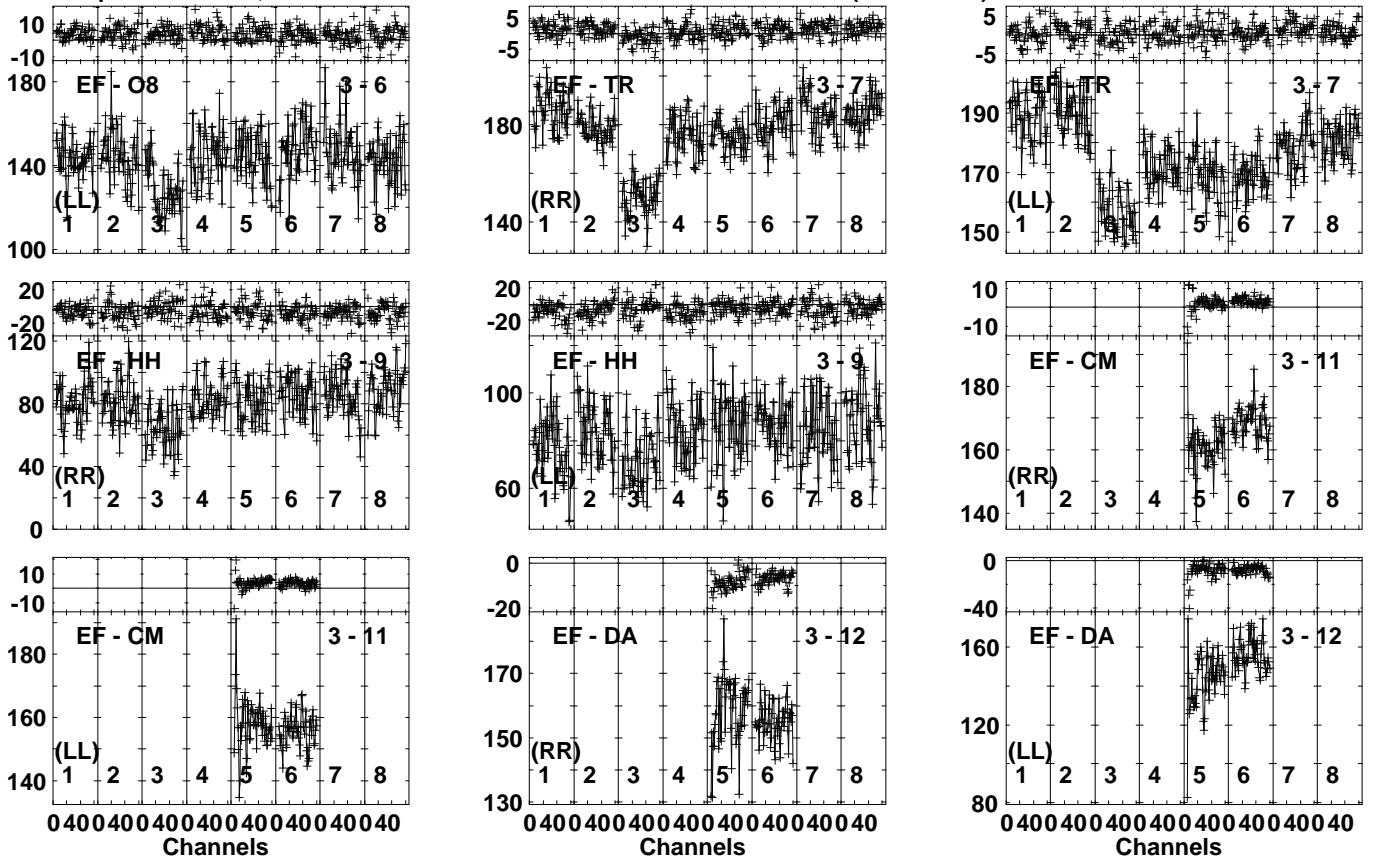 10 5 5
-10 -5 -5
180 EF - O8 3 - 6 180 EF - TR 3 - 7 190 EF - TR 3 - 7
140 140 170
100 150
(LL) (RR) (LL)
1 2 3 4 5 6 7 8 1 2 3 4 5 6 7 8 1 2 3 4 5 6 7 8
20 20 10
-20 -20 -10
120 EF - HH 3 - 9 100 EF - HH 3 - 9 180 EF - CM 3 - 11
80 60 160
40 140
0
(RR) (LL) (RR)
1 2 3 4 5 6 7 8 1 2 3 4 5 6 7 8 1 2 3 4 5 6 7 8
10 0 0
-10 -20 -40
EF - CM 3 - 11 EF - DA 3 - 12 EF - DA 3 - 12
180 170 160
160 150 120
140 130 80
(LL) (RR) (LL)
1 2 3 4 5 6 7 8 1 2 3 4 5 6 7 8 1 2 3 4 5 6 7 8
0 40 0 40 0 40 0 40 0 40 0 40 0 40 0 40 0 40 0 40 0 40 0 40 0 40 0 40 0 40 0 40 0 40 0 40 0 40 0 40 0 40 0 40 0 40 0 40
Channels Channels Channels